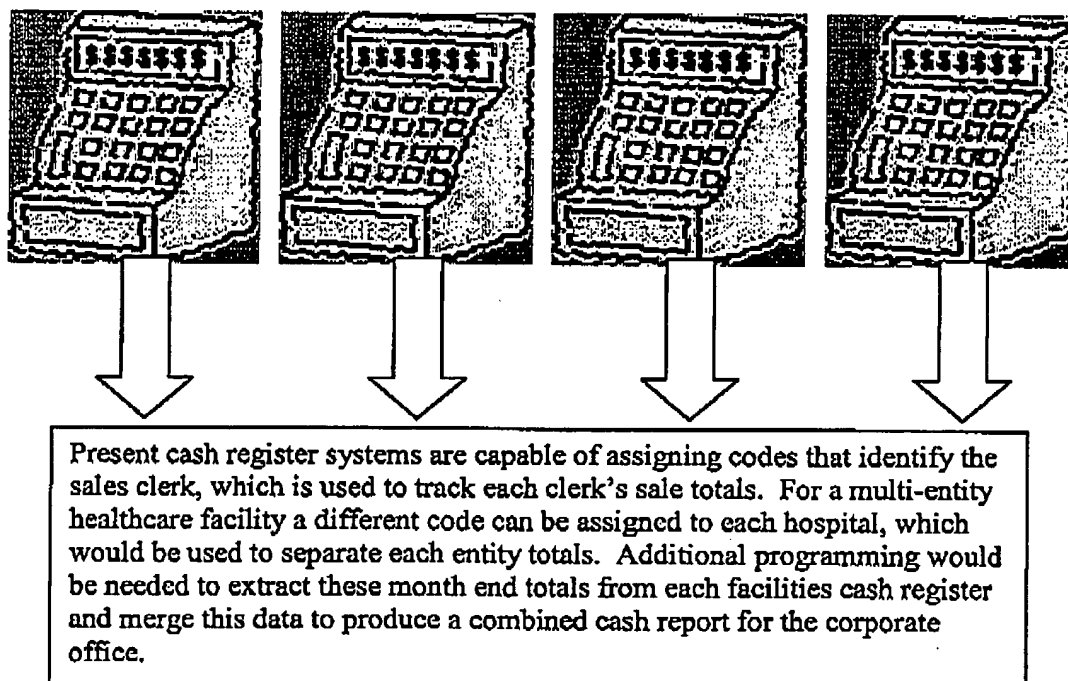 $$$$$$$ $$$$$$$ $$$$$$$ $$$$$$$
Present cash register systems are capable of assigning codes that identify the
sales clerk, which is used to track each clerk's sale totals. For a multi-entity
healthcare facility a different code can be assigned to each hospital, which
would be used to separate each entity totals. Additional programming would
be needed to extract these month end totals from each facilities cash register
and merge this data to produce a combined cash report for the corporate
office.